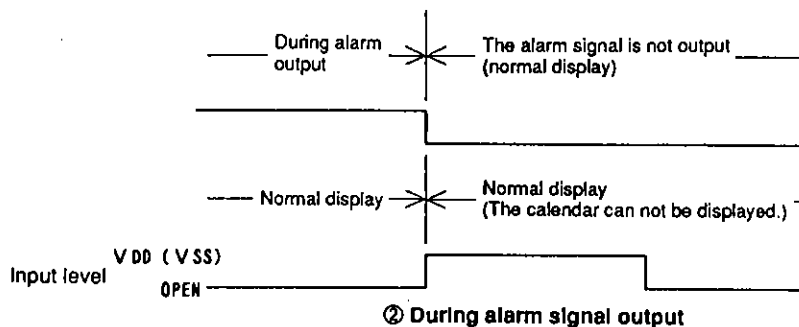 During alarm
output
The alarm signal is not output
(normal display)
Normal display
Normal display
(The calendar can not be displayed.)
Input level
VDD (VSS)
OPEN
② During alarm signal output